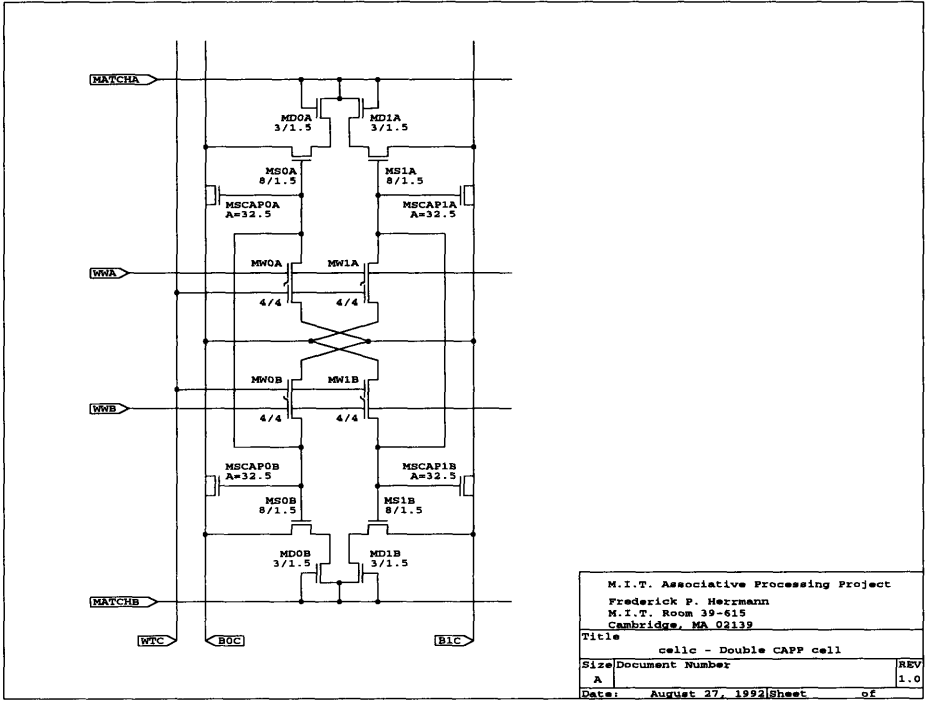 MATCHA
MD0A
3/1.5
MD1A
3/1.5
MS0A
8/1.5
MS1A
8/1.5
MSCAP0A
A=32.5
MSCAP1A
A=32.5
MW0A
MW1A
WWA
4/4
4/4
MW0B
MW1B
WWB
4/4
4/4
MSCAP0B
A=32.5
MSCAP1B
A=32.5
MS0B
8/1.5
MS1B
8/1.5
MD0B
3/1.5
MD1B
3/1.5
MATCHB
WTC
B0C
B1C
M.I.T. Associative Processing Project
Frederick P. Herrmann
M.I.T. Room 39-615
Cambridge, MA 02139
Title
cellc - Double CAPP cell
Size Document Number REV
A 1.0
Date: August 27, 1992 Sheet of